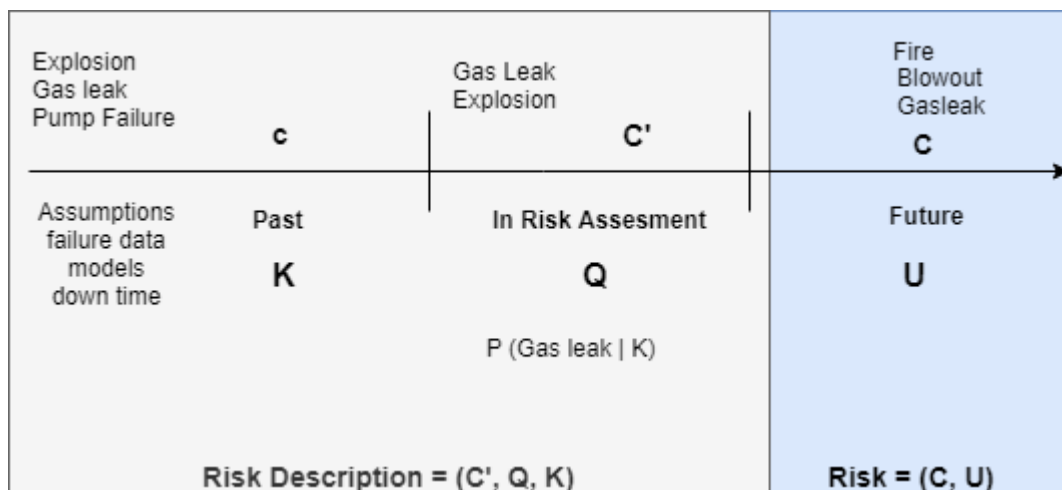 Explosion
Gas leak
Pump Failure
c
Gas Leak
Explosion
C'
Fire
Blowout
Gasleak
C
Assumptions
failure data
models
down time
Past
K
In Risk Assesment
Q
P (Gas leak | K)
Future
U
Risk Description = (C', Q, K)
Risk = (C, U)